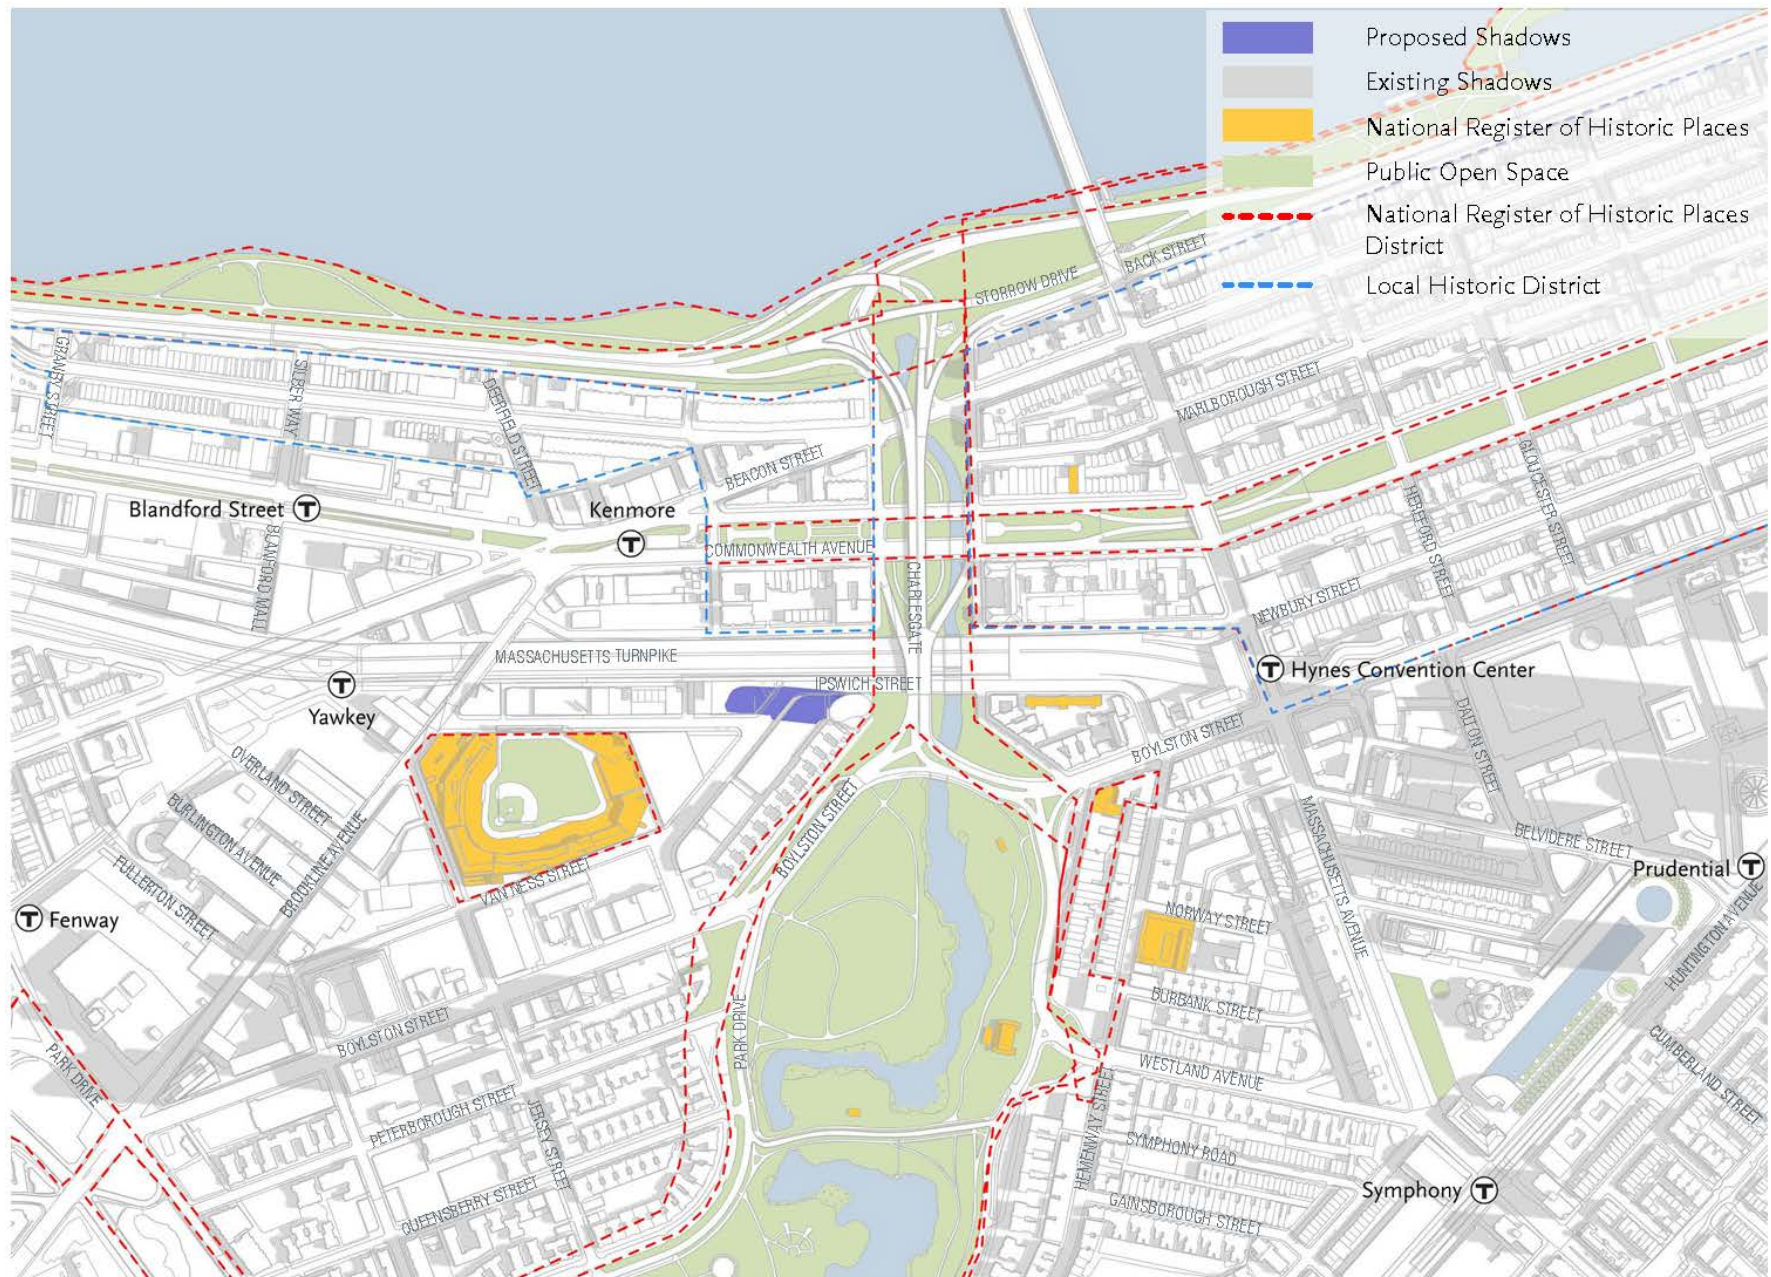 Proposed Shadows
Existing Shadows
National Register of Historic Places
Public Open Space
National Register of Historic Places
District
Local Historic District
BACK STREET
STORROW DRIVE
GRANBY STREET
SILBER WAY
DEERFIELD STREET
MARLBOROUGH STREET
BEACON STREET
GLOUCESTER STREET
HEREFORD STREET
Blandford Street T
Kenmore
T
BLANDFORD MALL
COMMONWEALTH AVENUE
CHARLESGATE
NEWBURY STREET
MASSACHUSETTS TURNPIKE
IPSWICH STREET
T Hynes Convention Center
T
Yawkey
DALTON STREET
BOYLSTON STREET
OVERLAND STREET
BURLINGTON AVENUE
BROOKLINE AVENUE
FULLERTON STREET
VAN NESS STREET
BOYLSTON STREET
MASSACHUSETTS AVENUE
BELVIDERE STREET
Prudential T
T Fenway
NORWAY STREET
HUNTINGTON AVENUE
BURBANK STREET
BOYLSTON STREET
PARK DRIVE
PARK DRIVE
WESTLAND AVENUE
CUMBERLAND STREET
PETERBOROUGH STREET
JERSEY STREET
HEMENWAY STREET
SYMPHONY ROAD
QUEENSBERRY STREET
GAINSBOROUGH STREET
Symphony T